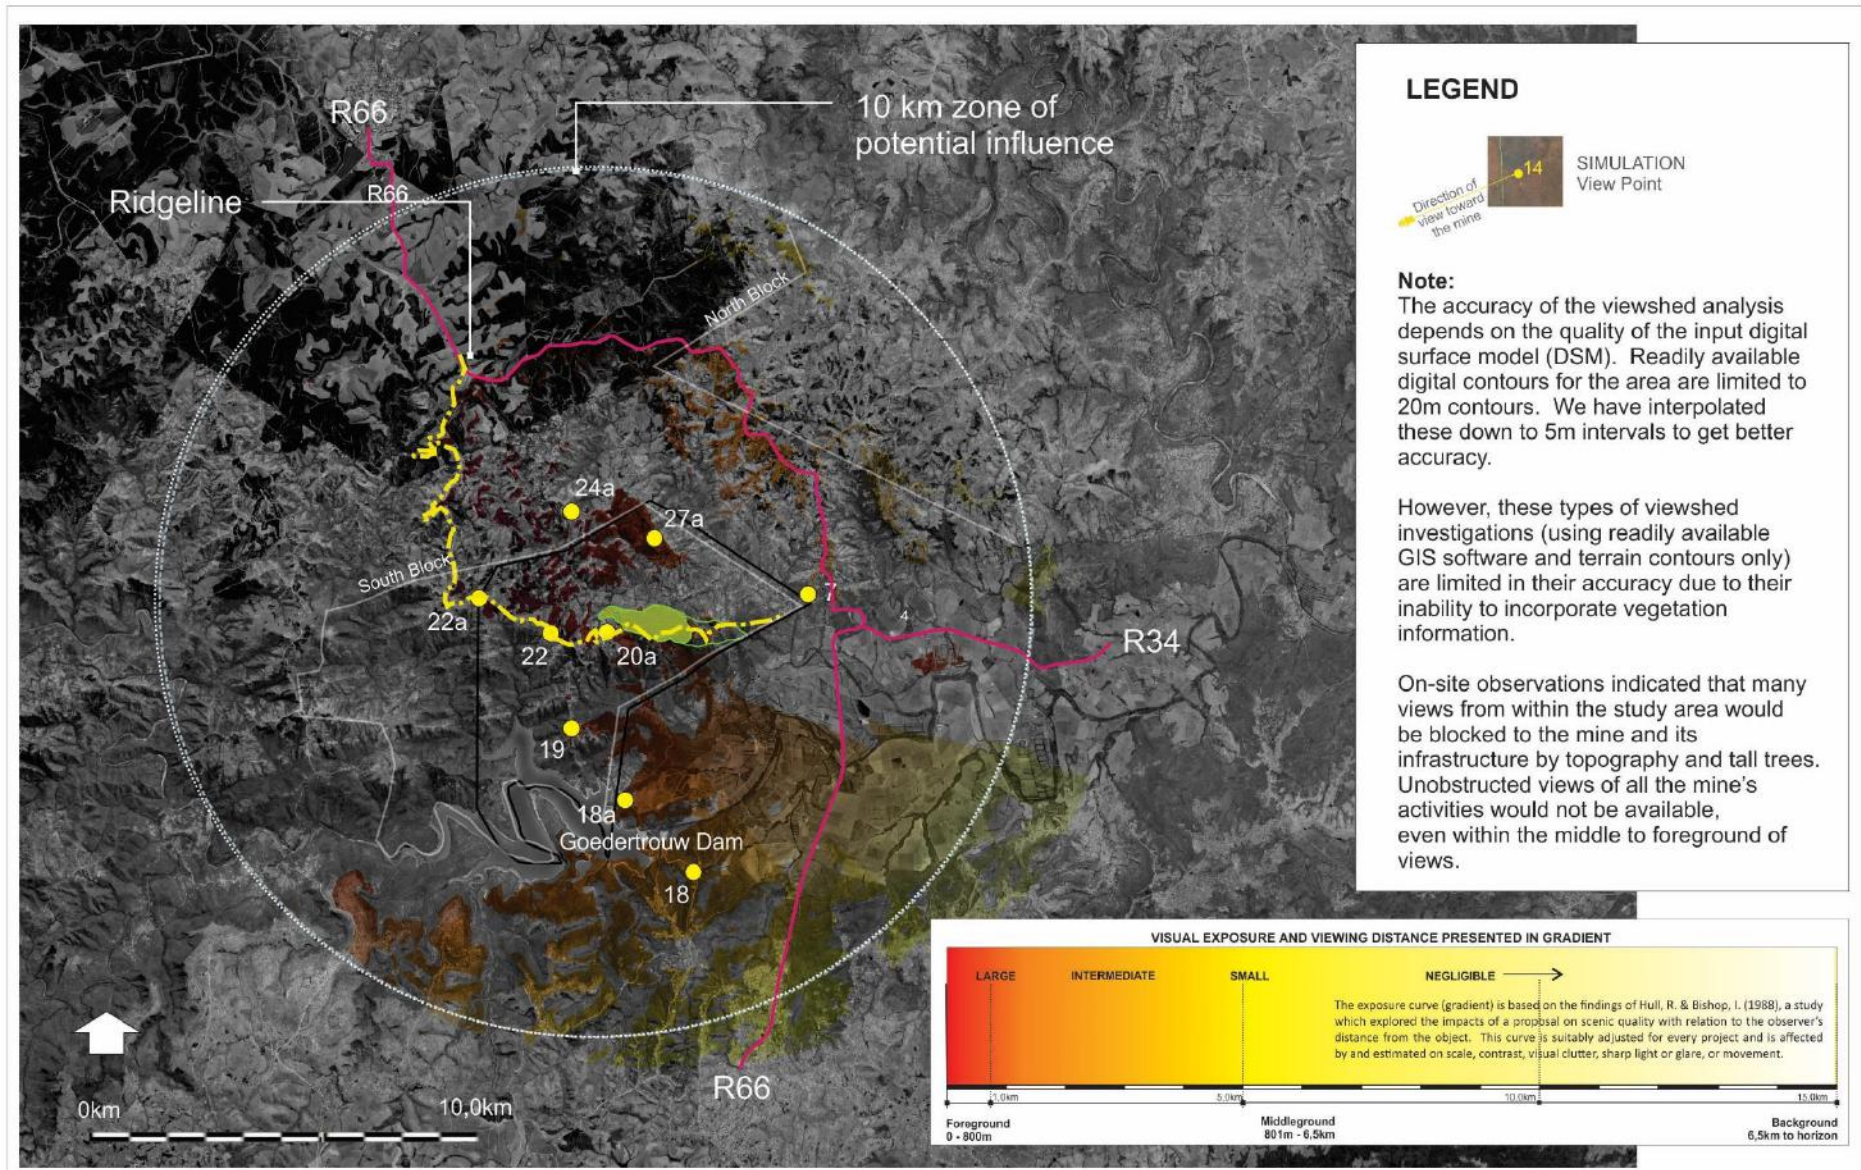 R66
10 km zone of
potential influence
R66
Ridgeline
North Block
24a
27a
South Block
7
22a
4
22
20a
R34
19
18a
Goedertrouw Dam
18
R66
0km
10,0km
LEGEND
14
SIMULATION
View Point
Direction of
view toward
the mine
Note:
The accuracy of the viewshed analysis
depends on the quality of the input digital
surface model (DSM). Readily available
digital contours for the area are limited to
20m contours. We have interpolated
these down to 5m intervals to get better
accuracy.
However, these types of viewshed
investigations (using readily available
GIS software and terrain contours only)
are limited in their accuracy due to their
inability to incorporate vegetation
information.
On-site observations indicated that many
views from within the study area would
be blocked to the mine and its
infrastructure by topography and tall trees.
Unobstructed views of all the mine's
activities would not be available,
even within the middle to foreground of
views.
VISUAL EXPOSURE AND VIEWING DISTANCE PRESENTED IN GRADIENT
LARGE INTERMEDIATE SMALL NEGLIGIBLE
The exposure curve (gradient) is based on the findings of Hull, R. & Bishop, I. (1988), a study
which explored the impacts of a proposal on scenic quality with relation to the observer's
distance from the object. This curve is suitably adjusted for every project and is affected
by and estimated on scale, contrast, visual clutter, sharp light or glare, or movement.
1.0km 5.0km 10.0km 15.0km
Foreground
0 - 800m
Middleground
801m - 6,5km
Background
6,5km to horizon